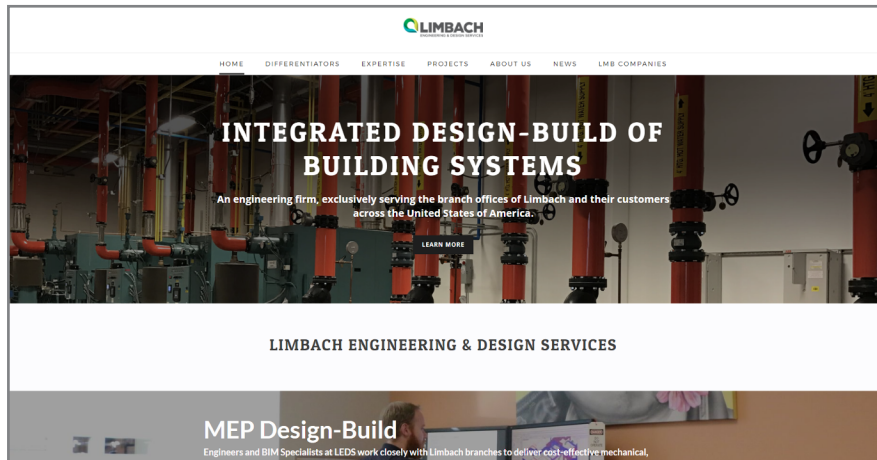 LIMBACH
ENGINEERING & DESIGN SERVICES
HOME DIFFERENTIATORS EXPERTISE PROJECTS ABOUT US NEWS LMB COMPANIES
INTEGRATED DESIGN-BUILD OF
BUILDING SYSTEMS
An engineering firm, exclusively serving the branch offices of Limbach and their customers
across the United States of America.
LEARN MORE
LIMBACH ENGINEERING & DESIGN SERVICES
MEP Design-Build
Engineers and BIM Specialists at LEDS work closely with Limbach branches to deliver cost-effective mechanical,